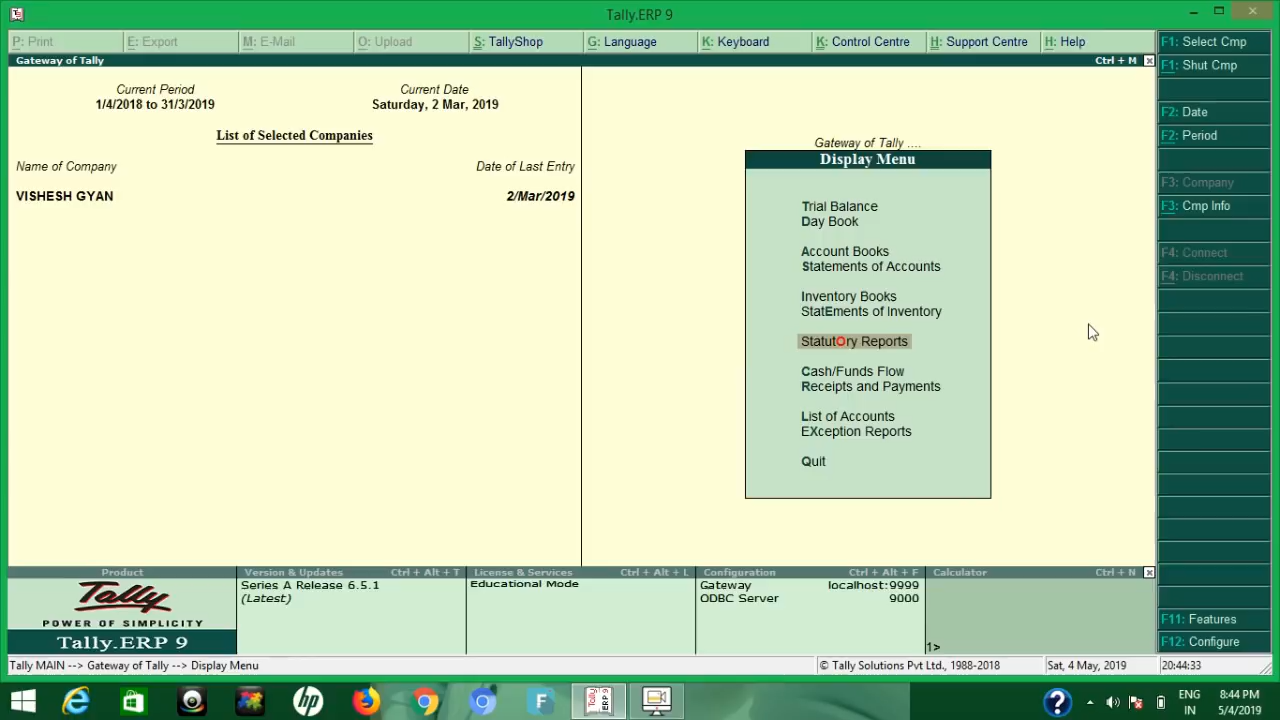 Tally.ERP 9
P: Print
E: Export
M: E-Mail
O: Upload
S: TallyShop
G: Language
K: Keyboard
K: Control Centre
H: Support Centre
H: Help
Gateway of Tally
Ctrl + M
Current Period
1/4/2018 to 31/3/2019
Current Date
Saturday, 2 Mar, 2019
List of Selected Companies
Name of Company
Date of Last Entry
VISHESH GYAN
2/Mar/2019
Gateway of Tally ....
Display Menu
Trial Balance
Day Book
Account Books
Statements of Accounts
Inventory Books
StatEments of Inventory
StatutOry Reports
Cash/Funds Flow
Receipts and Payments
List of Accounts
EXception Reports
Quit
F1: Select Cmp
F1: Shut Cmp
F2: Date
F2: Period
F3: Company
F3: Cmp Info
F4: Connect
F4: Disconnect
F11: Features
F12: Configure
Product
Tally
POWER OF SIMPLICITY
Tally.ERP 9
Version & Updates
Ctrl + Alt + T
Series A Release 6.5.1
(Latest)
License & Services
Ctrl + Alt + L
Educational Mode
Configuration
Ctrl + Alt + F
Gateway
localhost:9999
ODBC Server
9000
Calculator
Ctrl + N
1>
Tally MAIN --> Gateway of Tally --> Display Menu
© Tally Solutions Pvt Ltd., 1988-2018
Sat, 4 May, 2019
20:44:33
hp
F
Tally ERP 9
?
ENG
IN
8:44 PM
5/4/2019